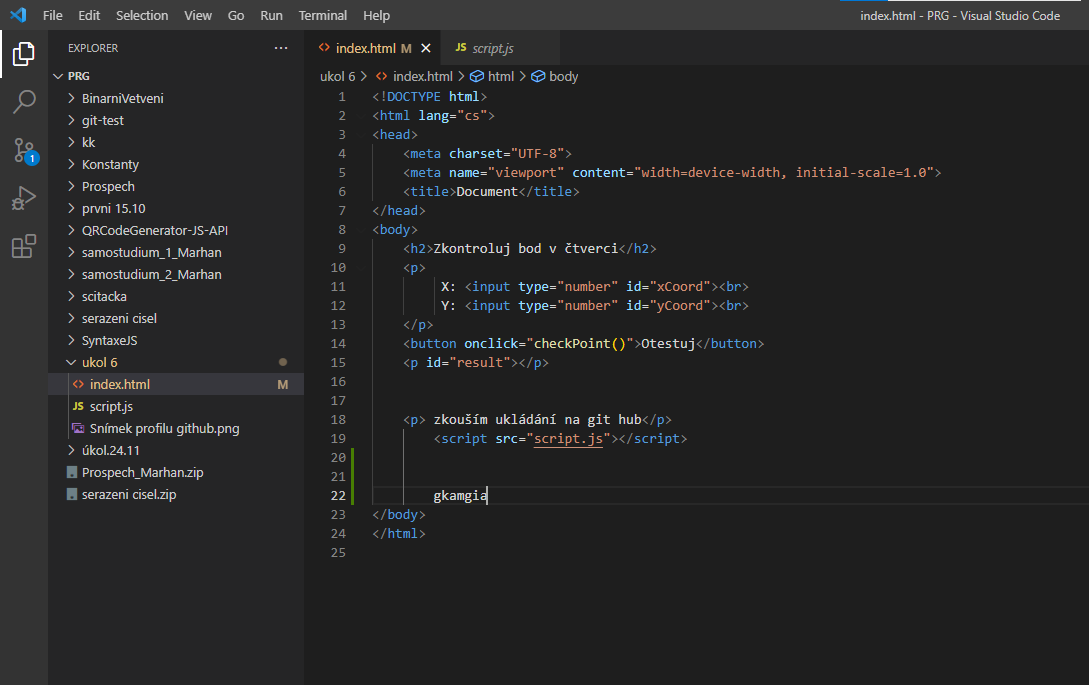 File Edit Selection View Go Run Terminal Help index.html - PRG - Visual Studio Code
EXPLORER ···
PRG
BinarniVetveni
git-test
kk
Konstanty
Prospech
prvni 15.10
QRCodeGenerator-JS-API
samostudium_1_Marhan
samostudium_2_Marhan
scitacka
serazeni cisel
SyntaxeJS
ukol 6
<> index.html M
JS script.js
Snímek profilu github.png
úkol.24.11
Prospech_Marhan.zip
serazeni cisel.zip
1
<> index.html M × JS script.js
ukol 6 > <> index.html > html > body
1 <!DOCTYPE html>
2 <html lang="cs">
3 <head>
4 <meta charset="UTF-8">
5 <meta name="viewport" content="width=device-width, initial-scale=1.0">
6 <title>Document</title>
7 </head>
8 <body>
9 <h2>Zkontroluj bod v čtverci</h2>
10 <p>
11 X: <input type="number" id="xCoord"><br>
12 Y: <input type="number" id="yCoord"><br>
13 </p>
14 <button onclick="checkPoint()">Otestuj</button>
15 <p id="result"></p>
16
17
18 <p> zkouším ukládání na git hub</p>
19 <script src="script.js"></script>
20
21
22 gkamgia
23 </body>
24 </html>
25